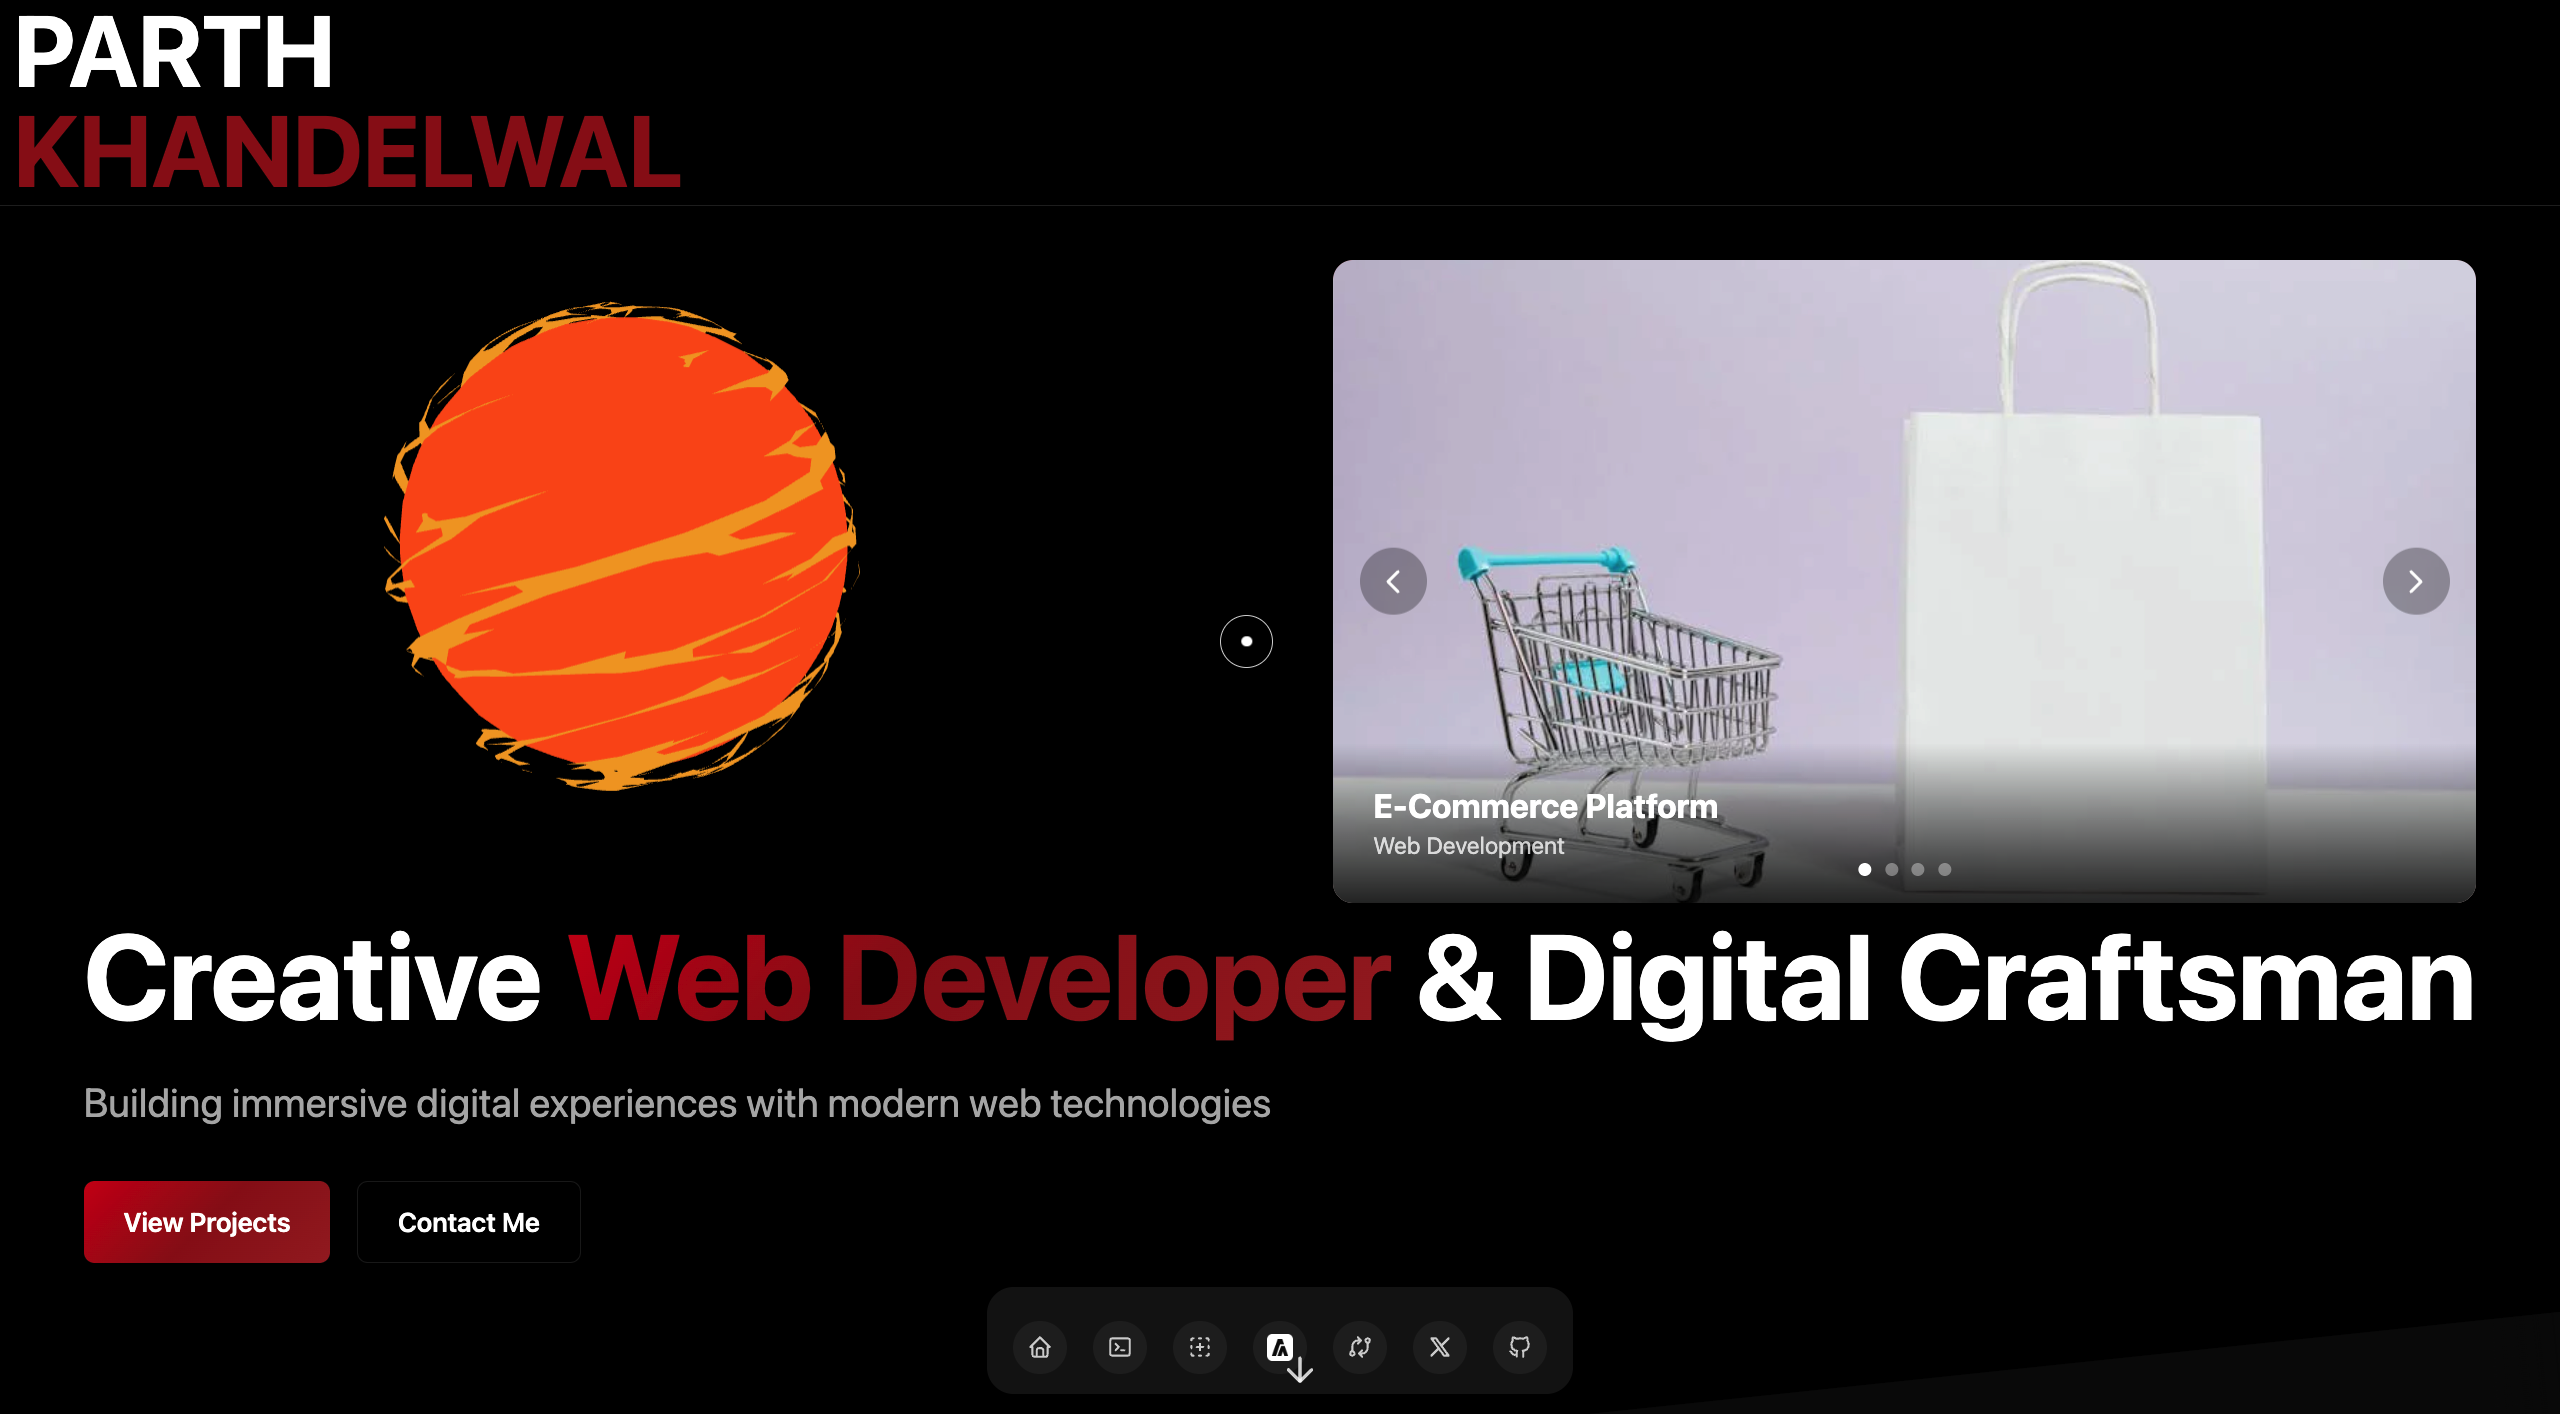 PARTH
KHANDELWAL
E-Commerce Platform
Web Development
Creative Web Developer & Digital Craftsman
Building immersive digital experiences with modern web technologies
View Projects
Contact Me